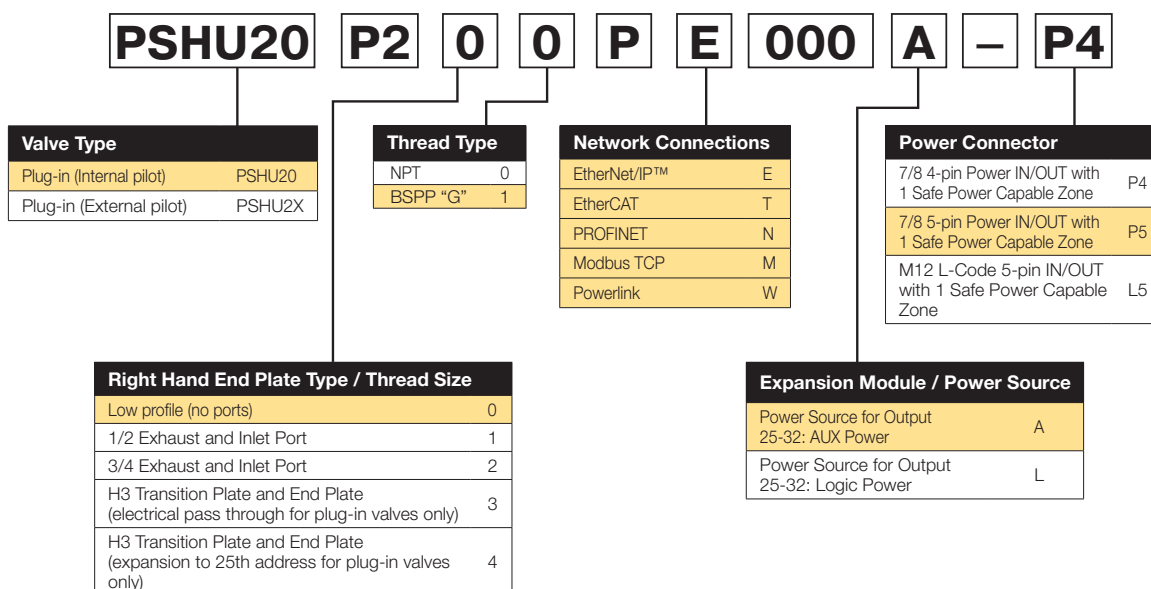 PSHU20 P2 0 0 P E 000 A – P4
Valve Type
Plug-in (Internal pilot) PSHU20
Plug-in (External pilot) PSHU2X
Thread Type
NPT 0
BSPP “G” 1
Network Connections
EtherNet/IP™ E
EtherCAT T
PROFINET N
Modbus TCP M
Powerlink W
Power Connector
7/8 4-pin Power IN/OUT with
1 Safe Power Capable Zone P4
7/8 5-pin Power IN/OUT with
1 Safe Power Capable Zone P5
M12 L-Code 5-pin IN/OUT
with 1 Safe Power Capable L5
Zone
Right Hand End Plate Type / Thread Size
Low profile (no ports) 0
1/2 Exhaust and Inlet Port 1
3/4 Exhaust and Inlet Port 2
H3 Transition Plate and End Plate
(electrical pass through for plug-in valves only) 3
H3 Transition Plate and End Plate
(expansion to 25th address for plug-in valves 4
only)
Expansion Module / Power Source
Power Source for Output
25-32: AUX Power A
Power Source for Output
25-32: Logic Power L